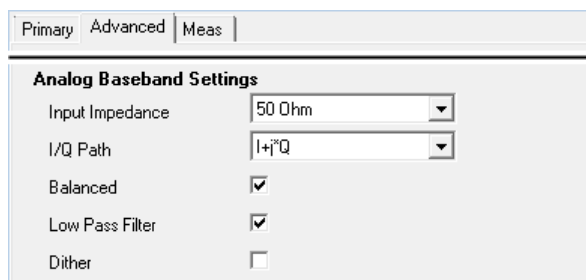 Primary Advanced Meas
Analog Baseband Settings
Input Impedance 50 Ohm
I/Q Path I+j*Q
Balanced
Low Pass Filter
Dither